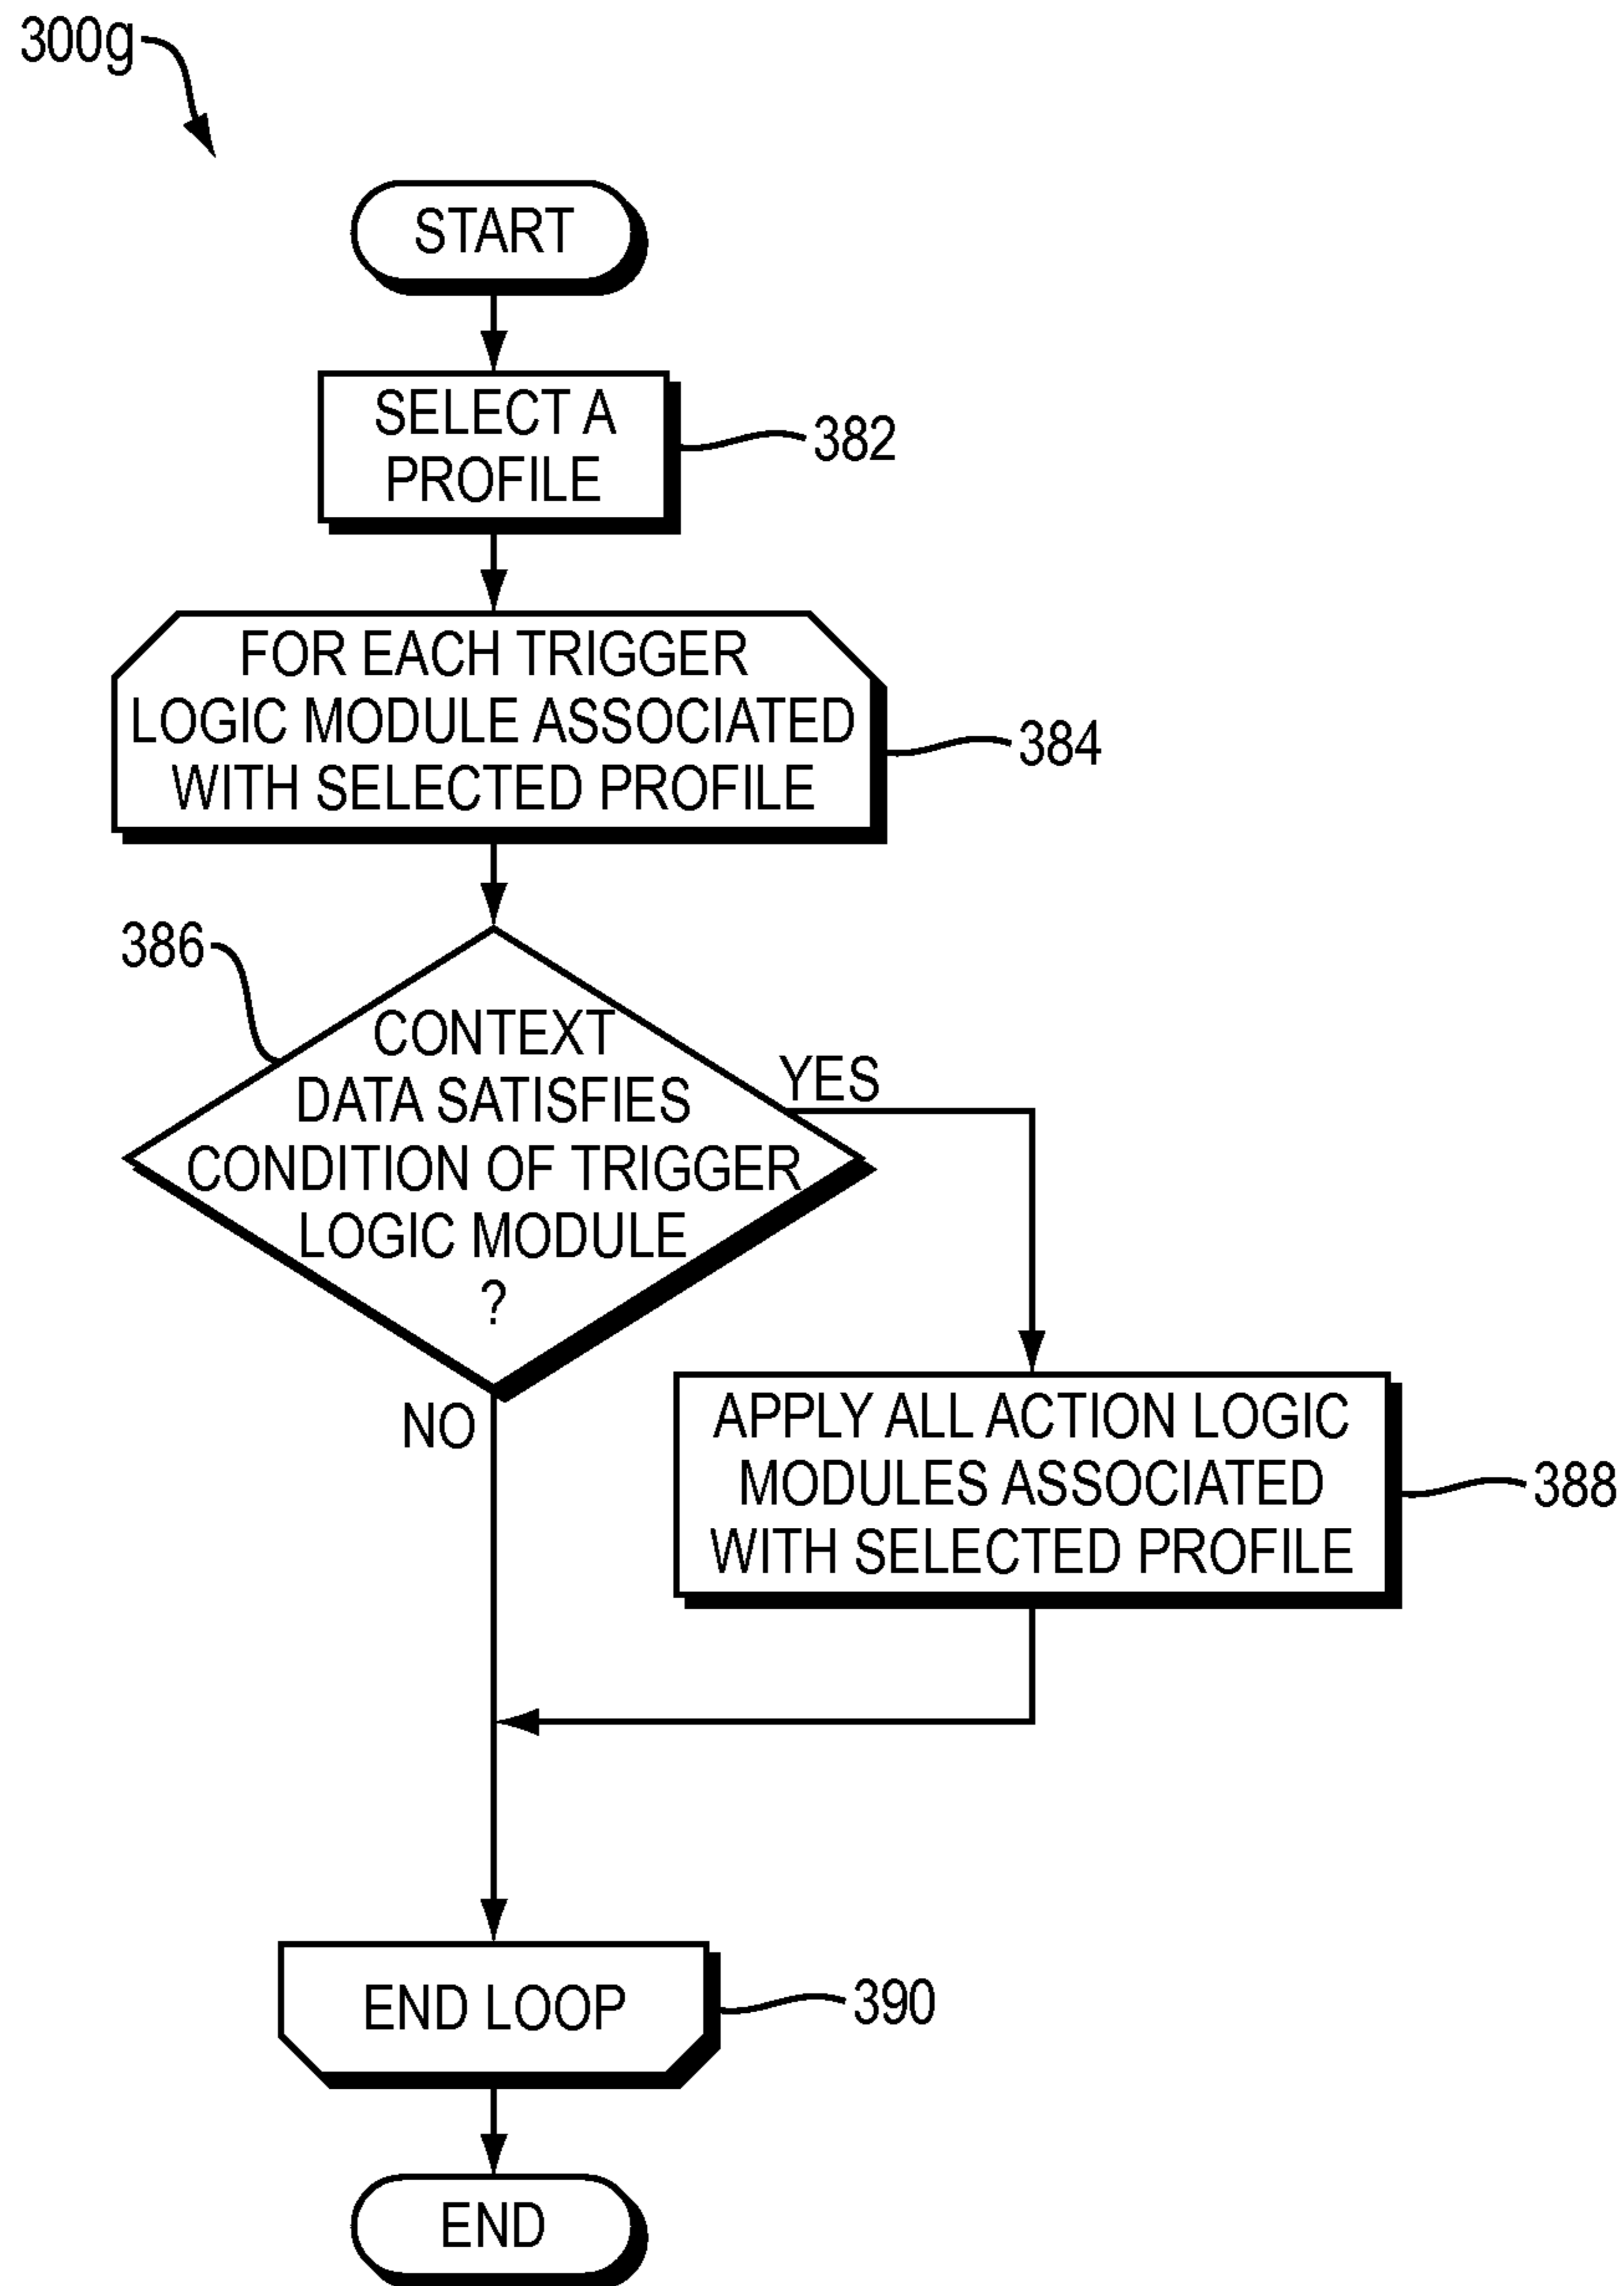 300g
START
SELECT A
PROFILE
382
FOR EACH TRIGGER
LOGIC MODULE ASSOCIATED
WITH SELECTED PROFILE
384
386
CONTEXT
DATA SATISFIES
CONDITION OF TRIGGER
LOGIC MODULE
?
YES
NO
APPLY ALL ACTION LOGIC
MODULES ASSOCIATED
WITH SELECTED PROFILE
388
END LOOP
390
END